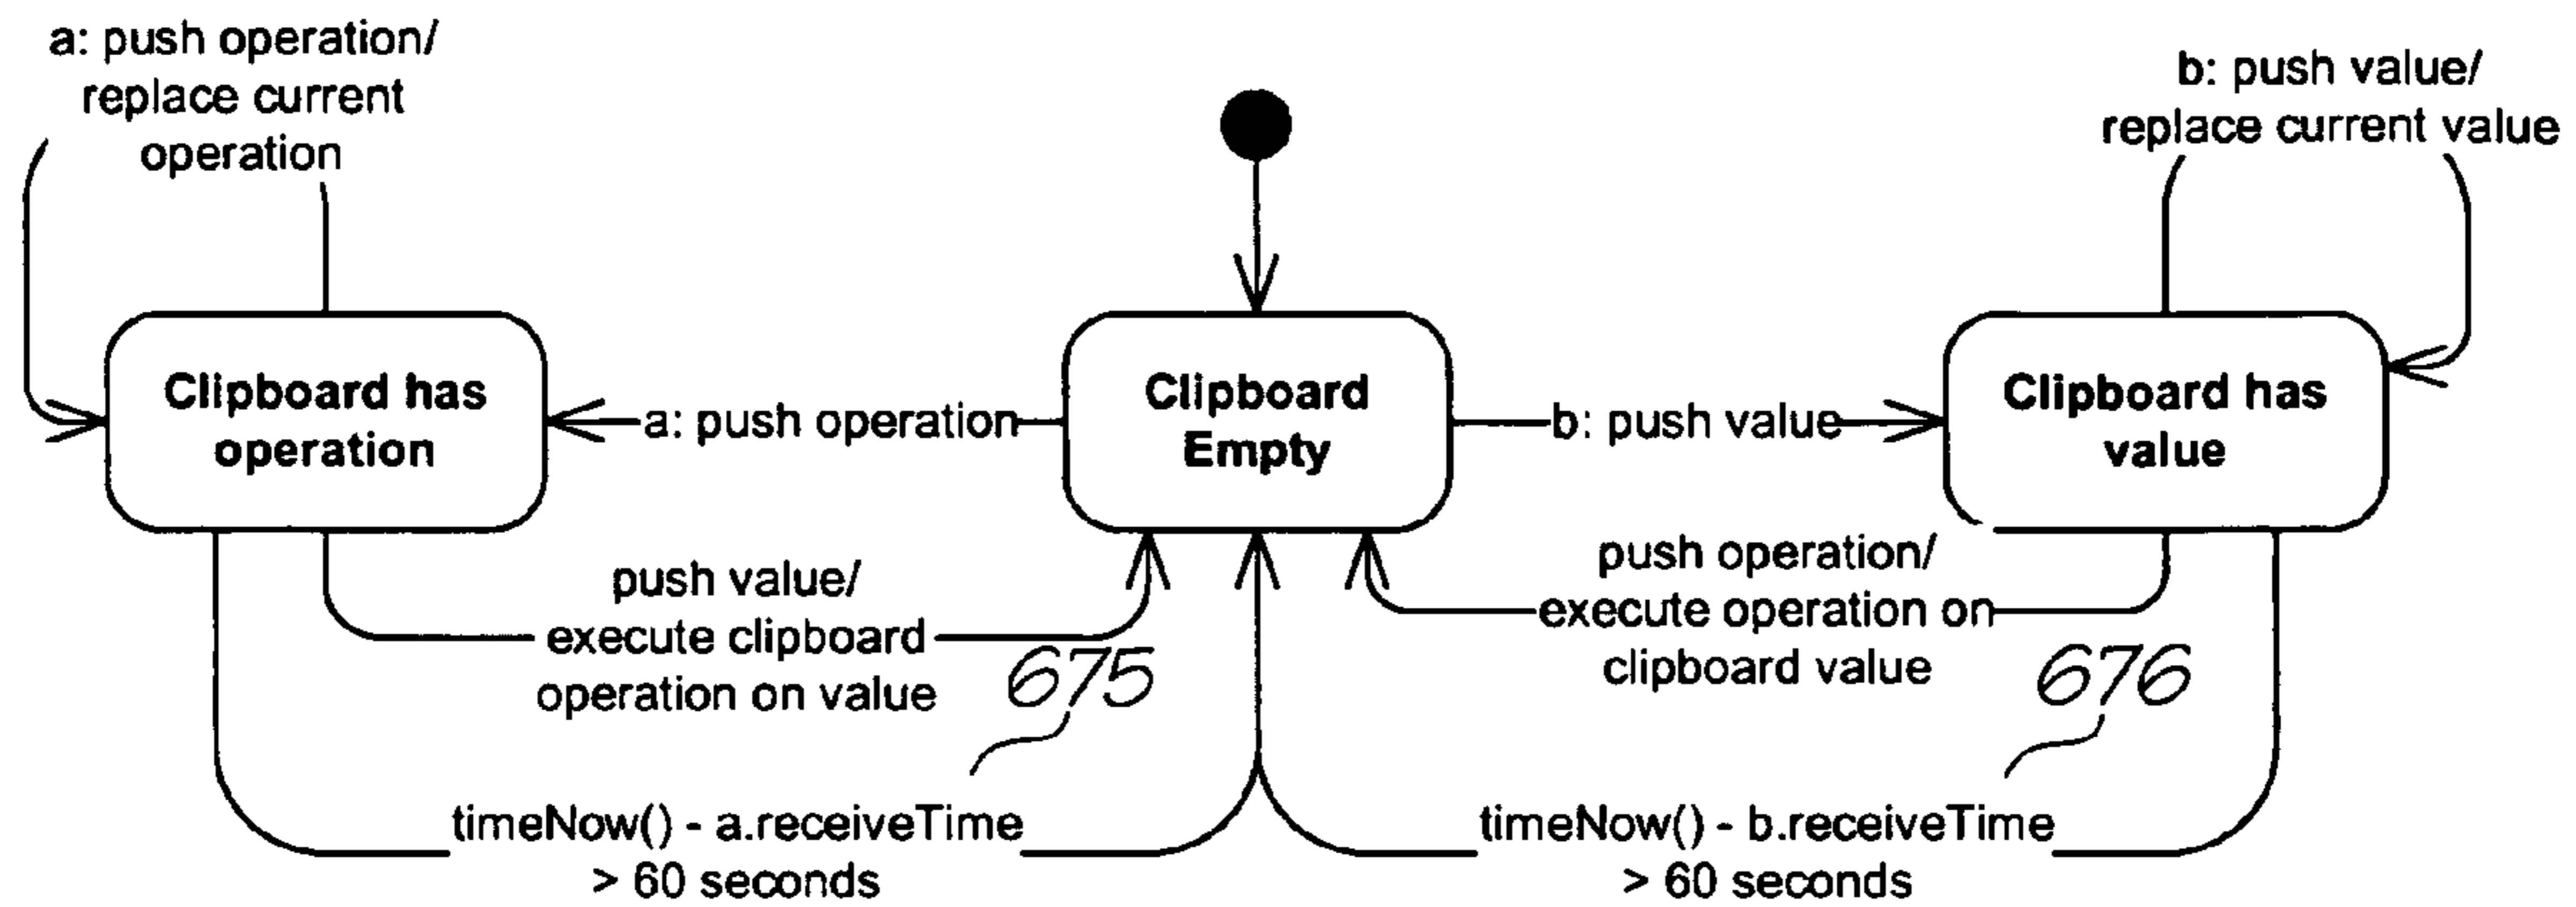 a: push operation/
replace current
operation
b: push value/
replace current value
Clipboard has
operation
a: push operation
Clipboard
Empty
b: push value
Clipboard has
value
push value/
execute clipboard
operation on value
675
push operation/
execute operation on
clipboard value
676
timeNow() - a.receiveTime
> 60 seconds
timeNow() - b.receiveTime
> 60 seconds